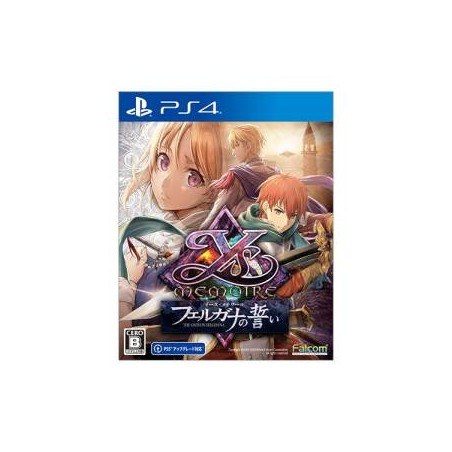 PS4
Ys
MEMOIRE
イース・メモワール
フェルガナの誓い
THE OATH IN FELGHANA
CERO
B
PS5 アップグレード対応
Falcom